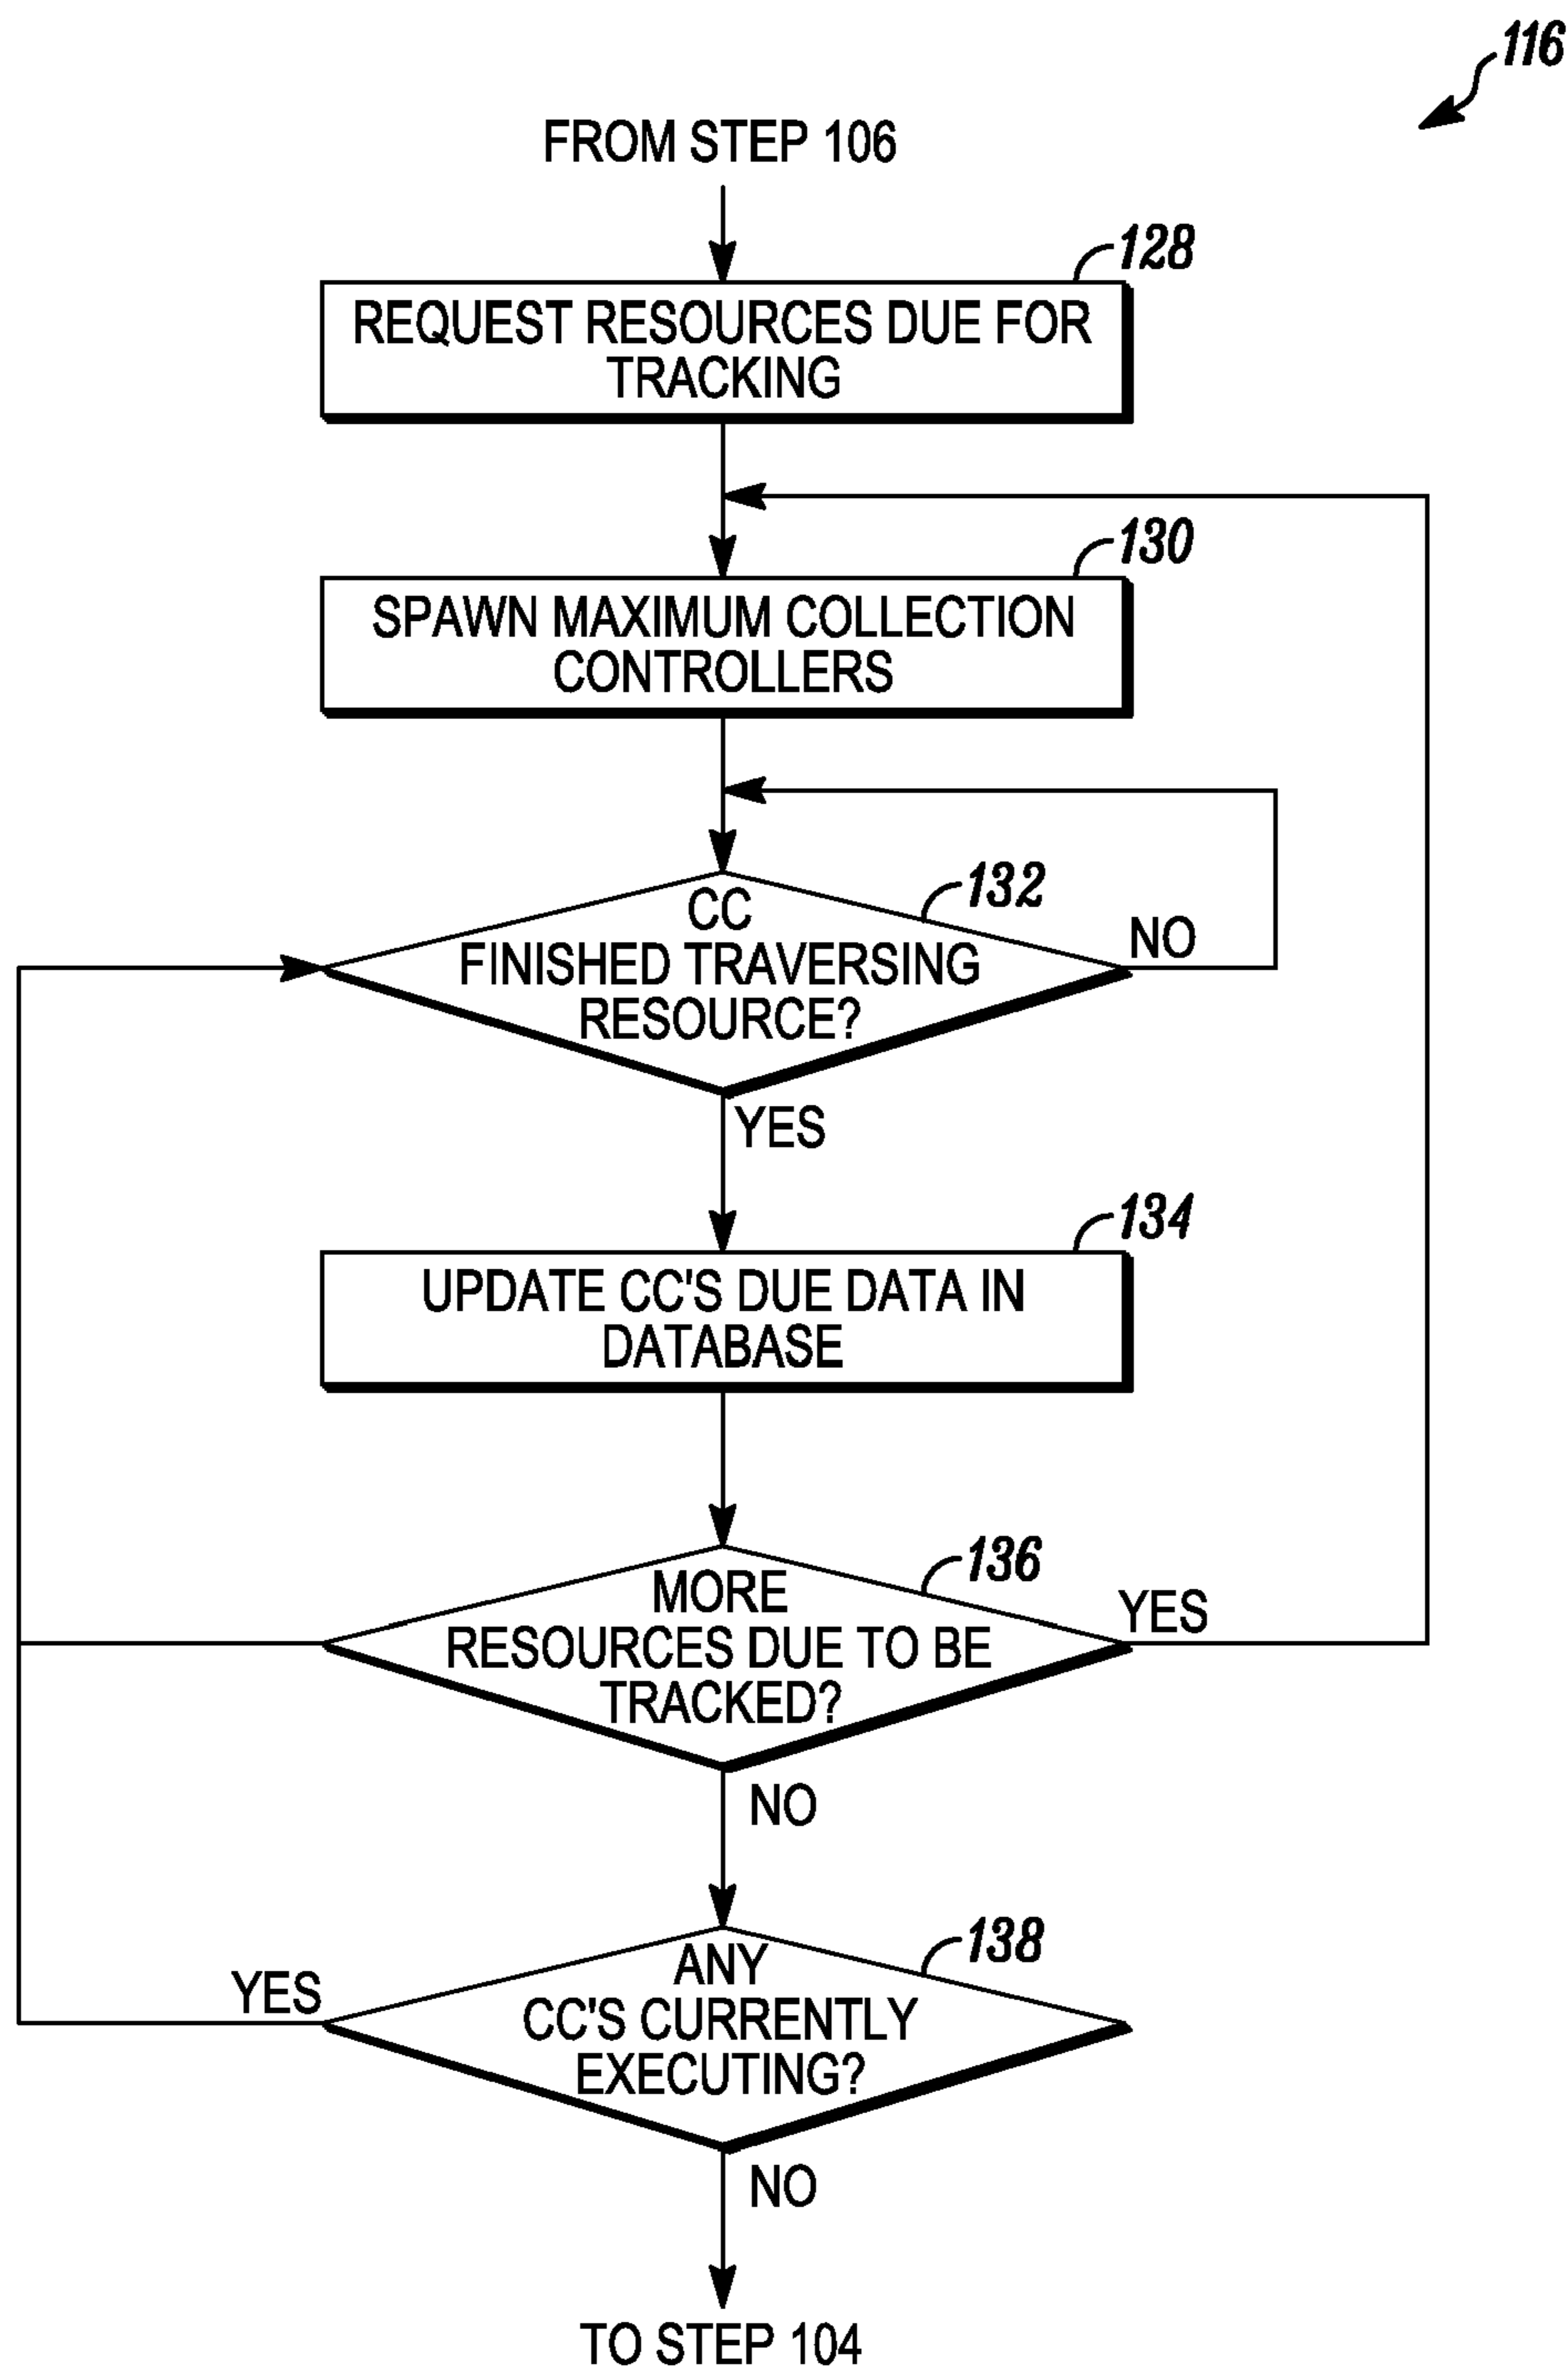 116
FROM STEP 106
128
REQUEST RESOURCES DUE FOR
TRACKING
130
SPAWN MAXIMUM COLLECTION
CONTROLLERS
132
CC
FINISHED TRAVERSING
RESOURCE?
NO
YES
134
UPDATE CC'S DUE DATA IN
DATABASE
136
MORE
RESOURCES DUE TO BE
TRACKED?
YES
NO
138
ANY
CC'S CURRENTLY
EXECUTING?
YES
NO
TO STEP 104